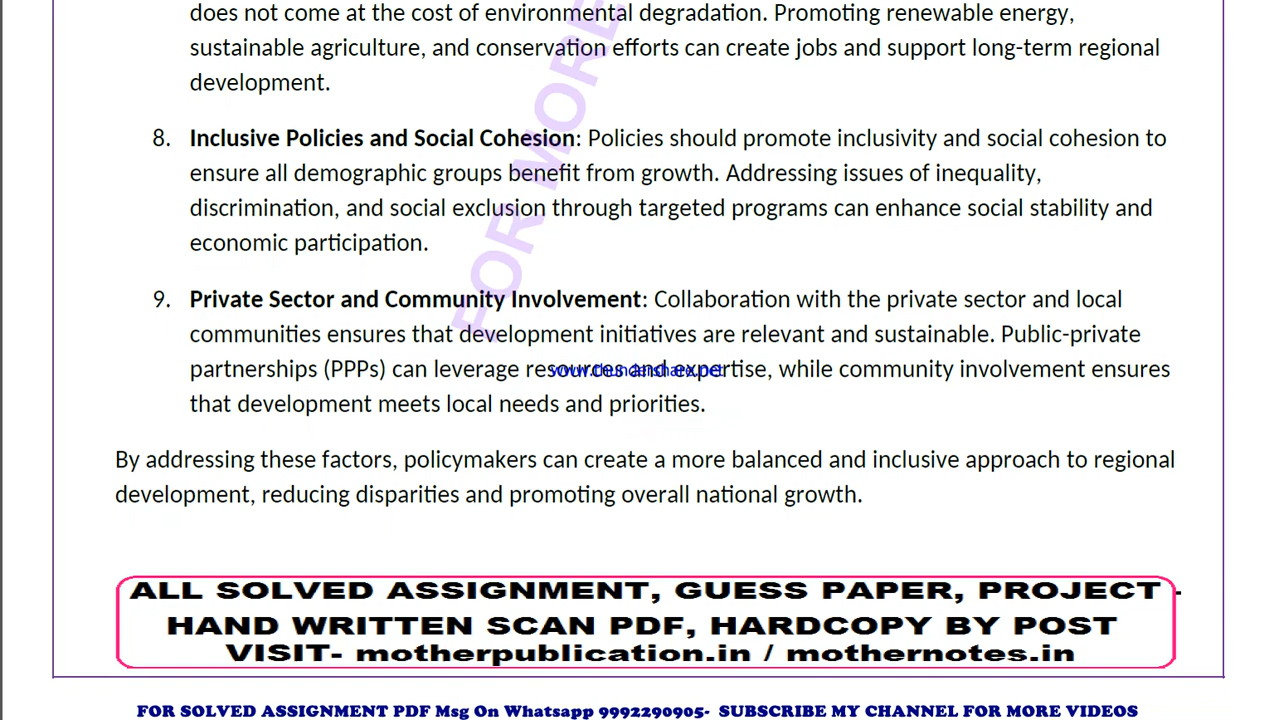 does not come at the cost of environmental degradation. Promoting renewable energy,
sustainable agriculture, and conservation efforts can create jobs and support long-term regional
development.
8. Inclusive Policies and Social Cohesion: Policies should promote inclusivity and social cohesion to
ensure all demographic groups benefit from growth. Addressing issues of inequality,
discrimination, and social exclusion through targeted programs can enhance social stability and
economic participation.
9. Private Sector and Community Involvement: Collaboration with the private sector and local
communities ensures that development initiatives are relevant and sustainable. Public-private
partnerships (PPPs) can leverage resources and expertise, while community involvement ensures
www.thundershare.net
that development meets local needs and priorities.
FOR MORE
By addressing these factors, policymakers can create a more balanced and inclusive approach to regional
development, reducing disparities and promoting overall national growth.
ALL SOLVED ASSIGNMENT, GUESS PAPER, PROJECT -
HAND WRITTEN SCAN PDF, HARDCOPY BY POST
VISIT- motherpublication.in / mothernotes.in
FOR SOLVED ASSIGNMENT PDF Msg On Whatsapp 9992290905- SUBSCRIBE MY CHANNEL FOR MORE VIDEOS